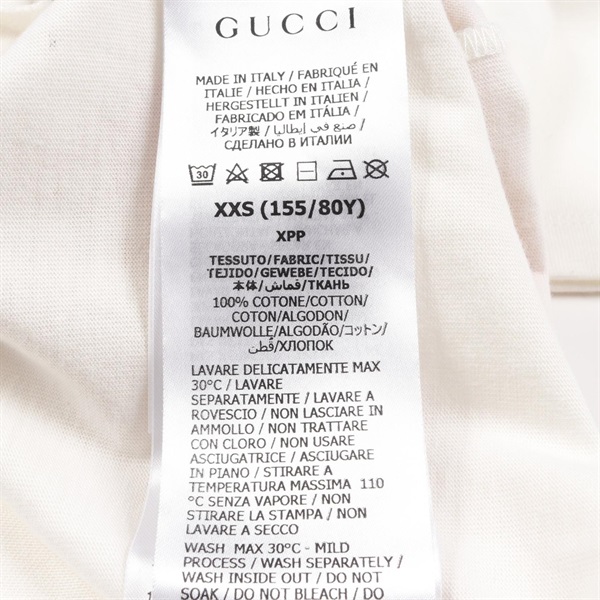 GUCCI
MADE IN ITALY / FABRIQUÉ EN
ITALIE / HECHO EN ITALIA /
HERGESTELLT IN ITALIEN /
FABRICADO EM ITÁLIA /
イタリア製 / صنع في إيطاليا /
СДЕЛАНО В ИТАЛИИ
30
XXS (155/80Y)
XPP
TESSUTO/FABRIC/TISSU/
TEJIDO/GEWEBE/TECIDO/
本体/قماش/ТКАНЬ
100% COTONE/COTTON/
COTON/ALGODON/
BAUMWOLLE/ALGODÃO/コットン/
قُطن/ХЛОПОК
LAVARE DELICATAMENTE MAX
30°C / LAVARE
SEPARATAMENTE / LAVARE A
ROVESCIO / NON LASCIARE IN
AMMOLLO / NON TRATTARE
CON CLORO / NON USARE
ASCIUGATRICE / ASCIUGARE
IN PIANO / STIRARE A
TEMPERATURA MASSIMA 110
°C SENZA VAPORE / NON
STIRARE LA STAMPA / NON
LAVARE A SECCO
WASH MAX 30°C - MILD
PROCESS / WASH SEPARATELY /
WASH INSIDE OUT / DO NOT
SOAK / DO NOT BLEACH / DO